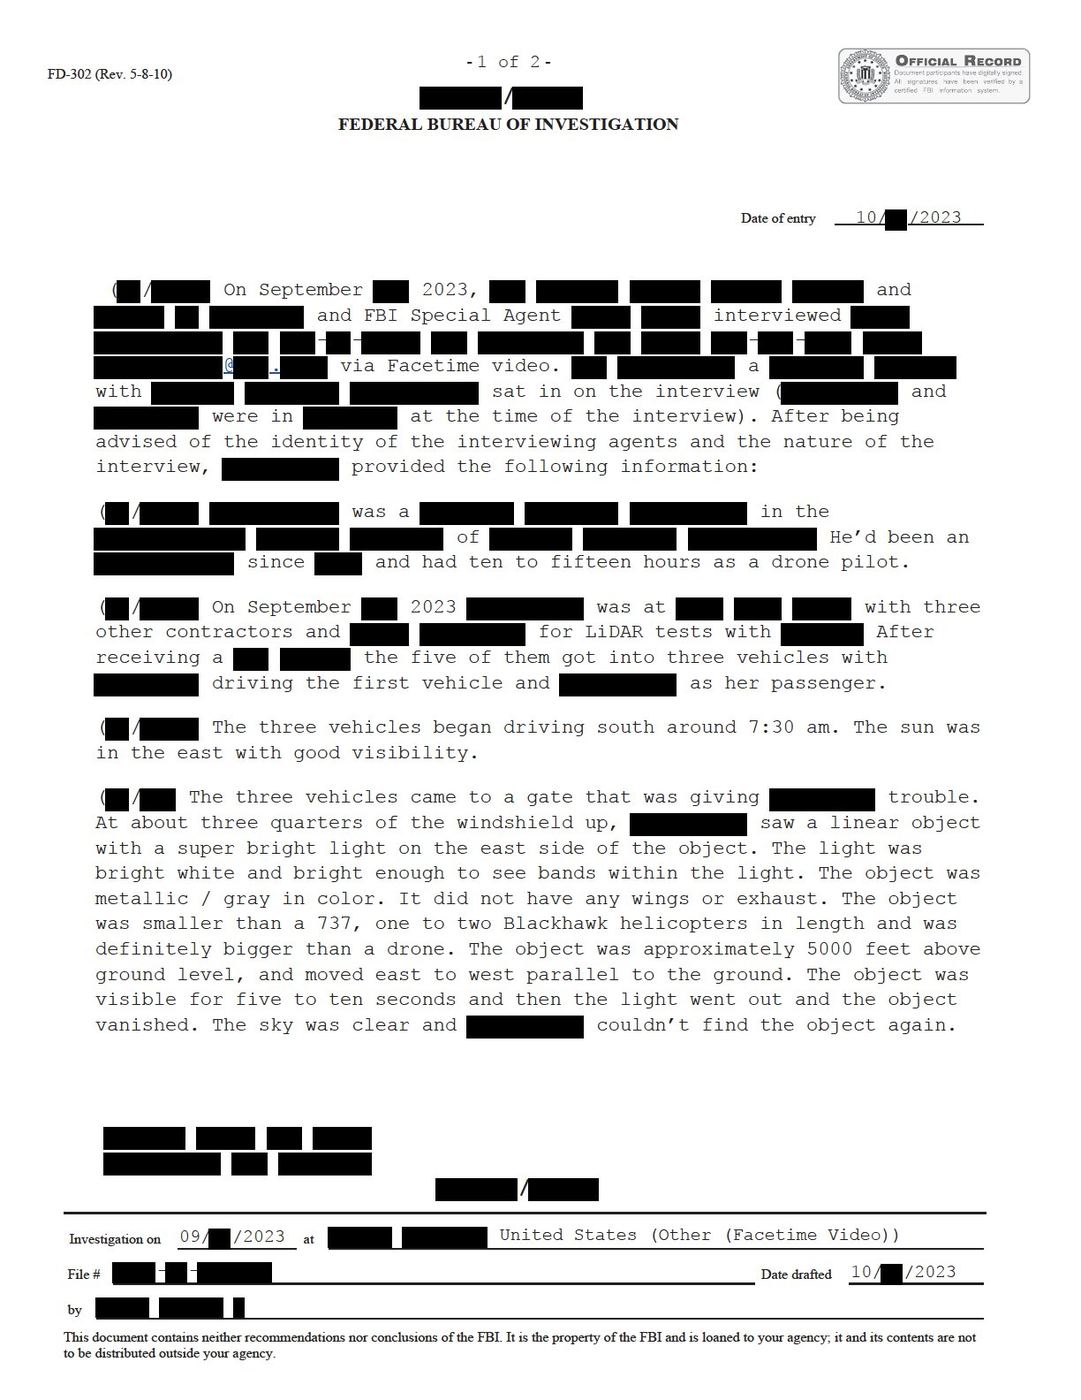 FD-302 (Rev. 5-8-10)
-1 of 2-
OFFICIAL RECORD
Document participants have digitally signed.
All signatures have been verified by a
certified FBI information system.
/
FEDERAL BUREAU OF INVESTIGATION
Date of entry 10/ /2023
( / On September 2023, and
and FBI Special Agent interviewed
- - - -
@ . via Facetime video. a
with sat in on the interview ( and
were in at the time of the interview). After being
advised of the identity of the interviewing agents and the nature of the
interview, provided the following information:
( / was a in the
of He’d been an
since and had ten to fifteen hours as a drone pilot.
( / On September 2023 was at with three
other contractors and for LiDAR tests with After
receiving a the five of them got into three vehicles with
driving the first vehicle and as her passenger.
( / The three vehicles began driving south around 7:30 am. The sun was
in the east with good visibility.
( / The three vehicles came to a gate that was giving trouble.
At about three quarters of the windshield up, saw a linear object
with a super bright light on the east side of the object. The light was
bright white and bright enough to see bands within the light. The object was
metallic / gray in color. It did not have any wings or exhaust. The object
was smaller than a 737, one to two Blackhawk helicopters in length and was
definitely bigger than a drone. The object was approximately 5000 feet above
ground level, and moved east to west parallel to the ground. The object was
visible for five to ten seconds and then the light went out and the object
vanished. The sky was clear and couldn’t find the object again.
/
Investigation on 09/ /2023 at United States (Other (Facetime Video))
File # - - Date drafted 10/ /2023
by
This document contains neither recommendations nor conclusions of the FBI. It is the property of the FBI and is loaned to your agency; it and its contents are not
to be distributed outside your agency.